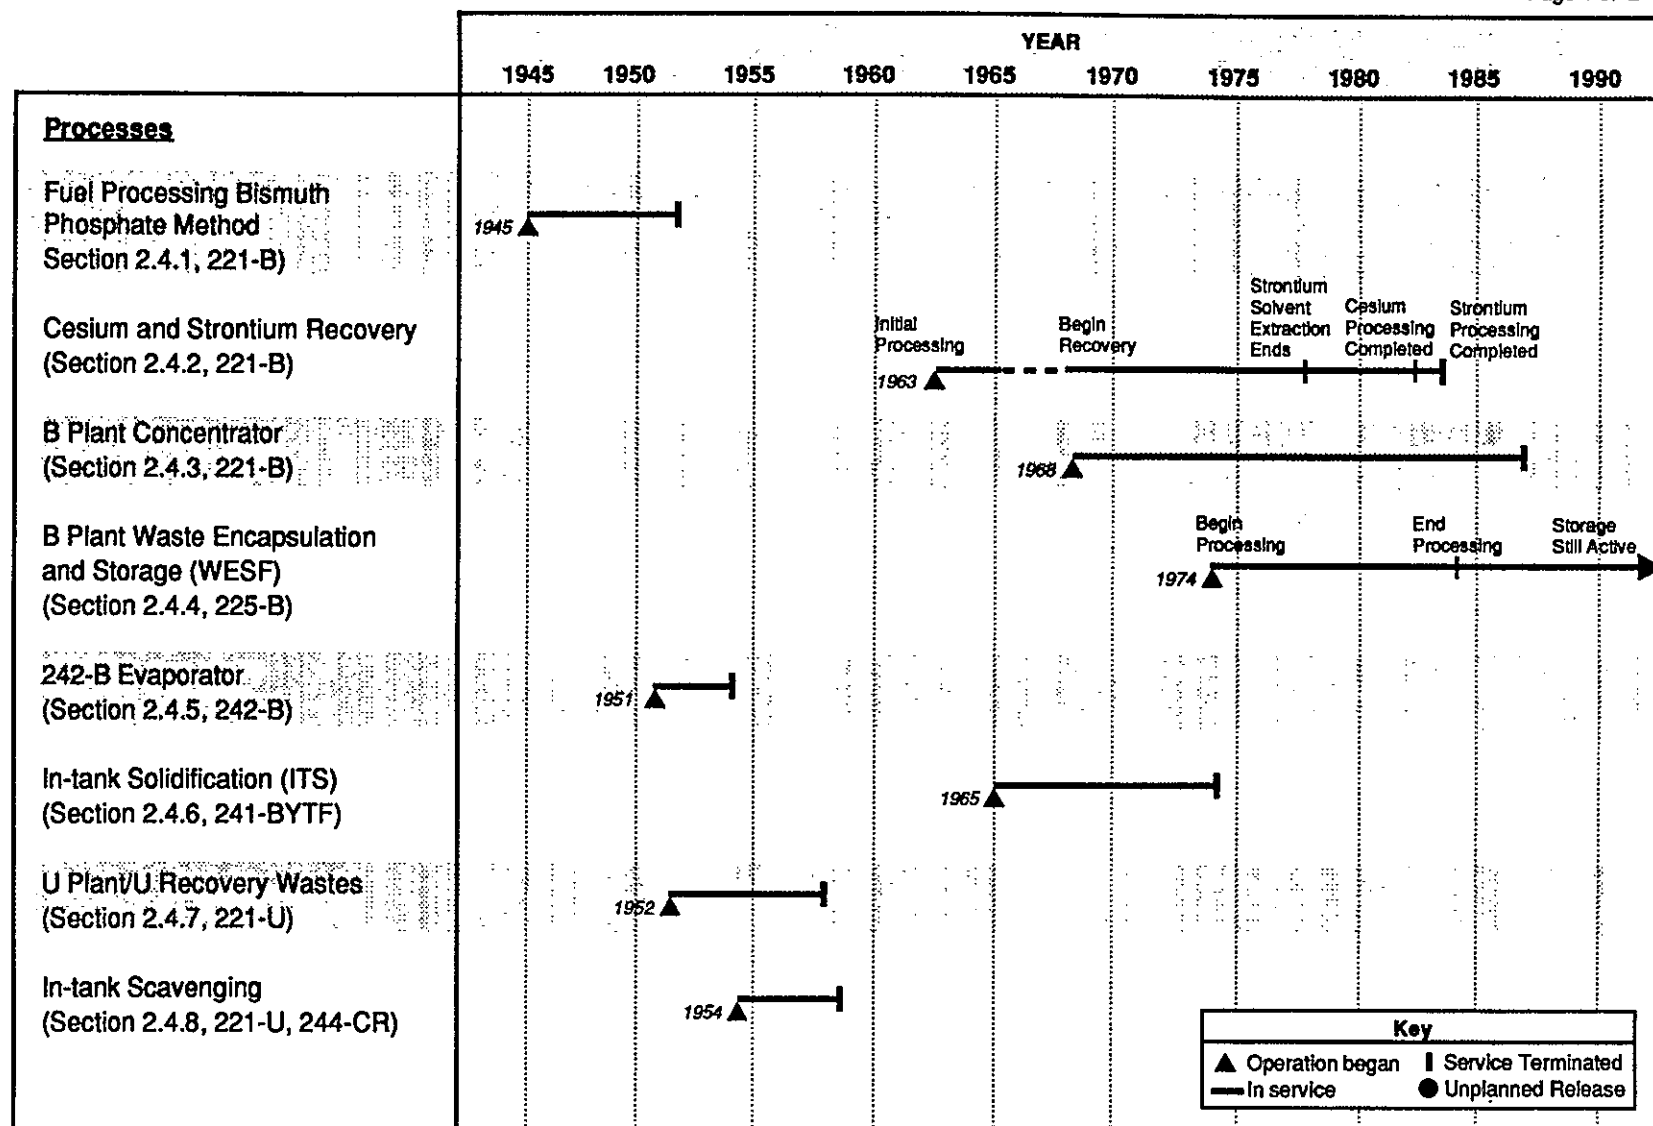 YEAR
1945 1950 1955 1960 1965 1970 1975 1980 1985 1990
Processes
Fuel Processing Bismuth
Phosphate Method
Section 2.4.1, 221-B)
1945
Cesium and Strontium Recovery
(Section 2.4.2, 221-B)
Initial
Processing
1963
Begin
Recovery
Strontium
Solvent
Extraction
Ends
Cesium
Processing
Completed
Strontium
Processing
Completed
B Plant Concentrator
(Section 2.4.3, 221-B)
1968
B Plant Waste Encapsulation
and Storage (WESF)
(Section 2.4.4, 225-B)
1974
Begin
Processing
End
Processing
Storage
Still Active
242-B Evaporator
(Section 2.4.5, 242-B)
1951
In-tank Solidification (ITS)
(Section 2.4.6, 241-BYTF)
1965
U Plant/U Recovery Wastes
(Section 2.4.7, 221-U)
1952
In-tank Scavenging
(Section 2.4.8, 221-U, 244-CR)
1954
Key
Operation began
Service Terminated
In service
Unplanned Release